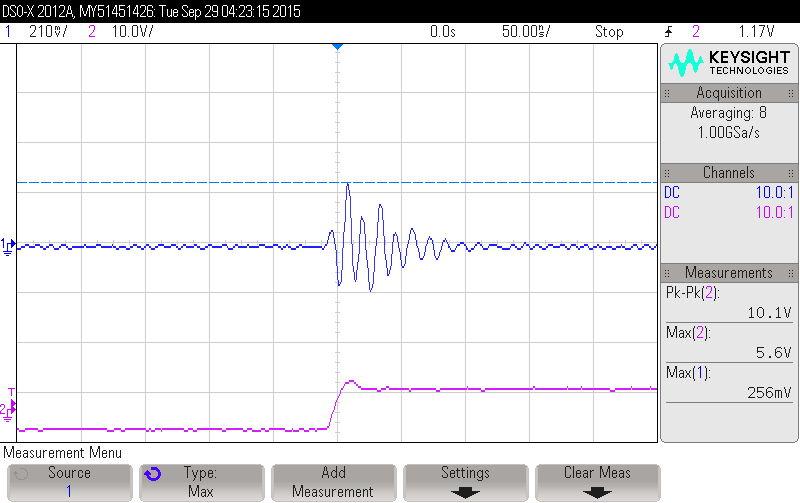 DSO-X 2012A, MY51451426: Tue Sep 29 04:23:15 2015
1 210mV/ 2 10.0V/ 0.0s 50.00ns/ Stop 2 1.17V
KEYSIGHT
TECHNOLOGIES
Acquisition
Averaging: 8
1.00GSa/s
Channels
DC 10.0:1
DC 10.0:1
Measurements
Pk-Pk(2):
10.1V
Max(2):
5.6V
Max(1):
256mV
1
T
2
Measurement Menu
Source
1
Type:
Max
Add
Measurement
Settings
Clear Meas